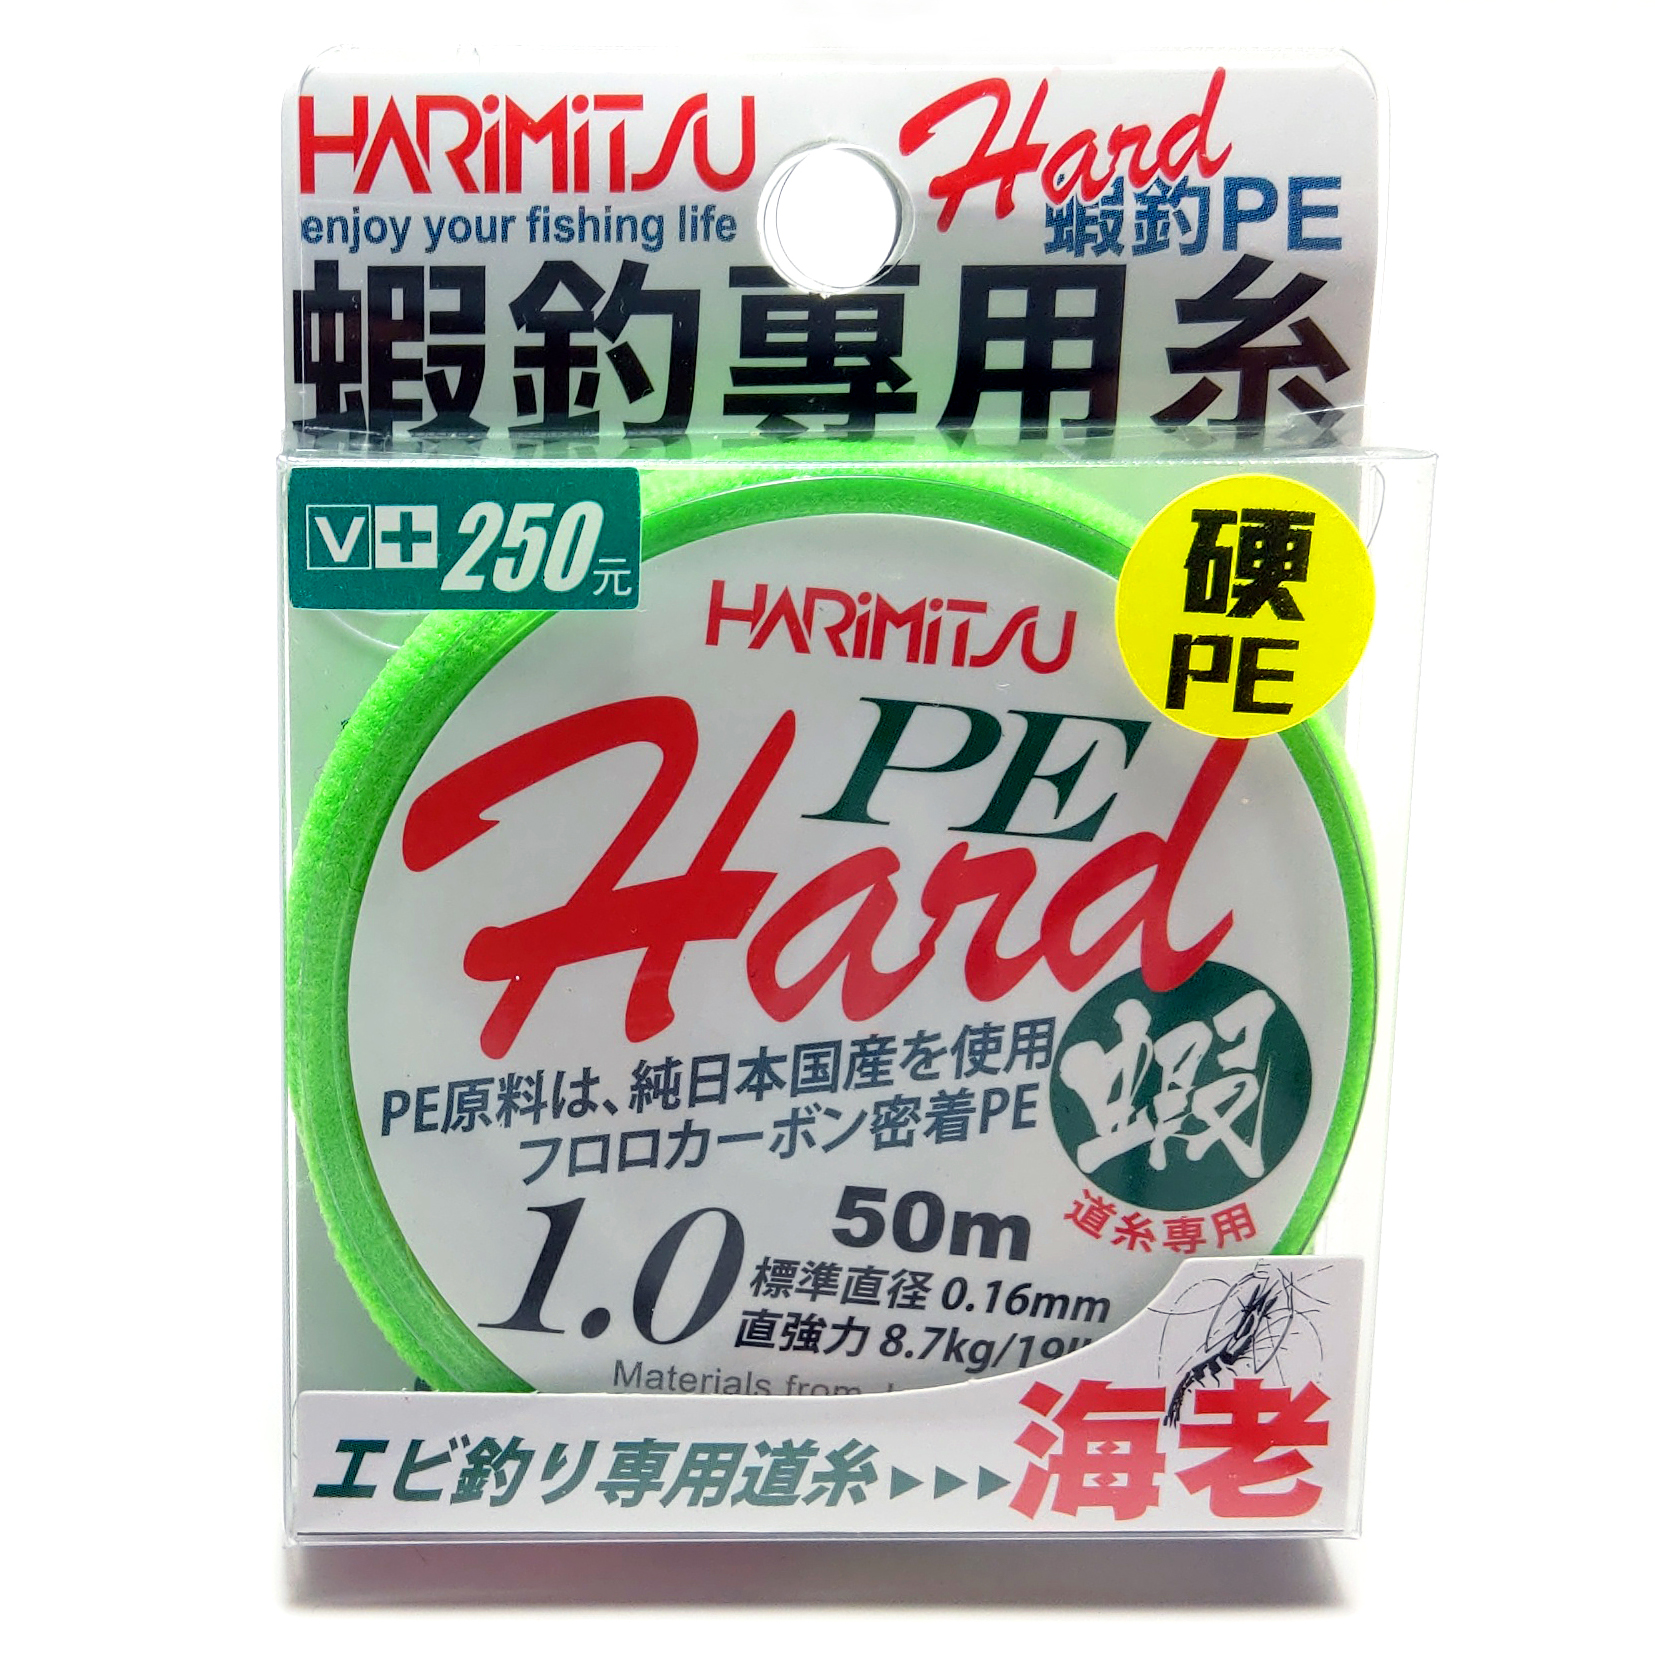 HARiMiTSU
enjoy your fishing life
Hard
蝦釣PE
蝦釣專用糸
V+250元
硬
PE
HARiMiTSU
PE
Hard
PE原料は、純日本国産を使用
フロロカーボン密着PE
蝦
道糸専用
1.0
50m
標準直径 0.16mm
直強力 8.7kg/19
Materials from
エビ釣り専用道糸▶▶▶海老